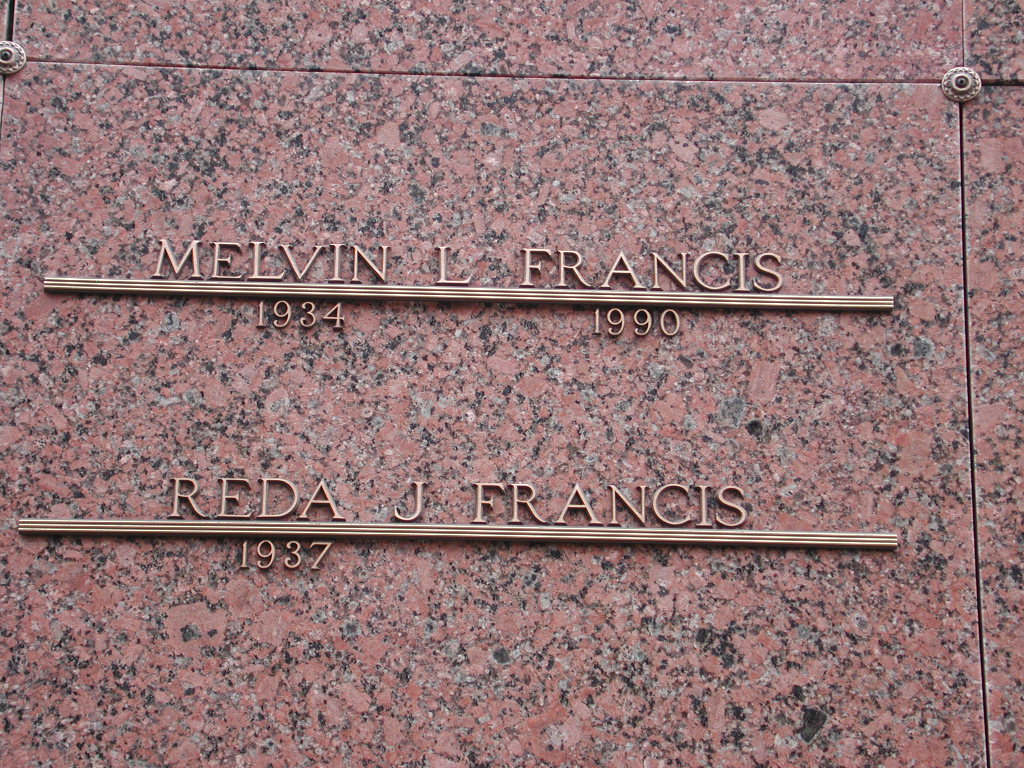 MELVIN L FRANCIS
1934 1990
REDA J FRANCIS
1937